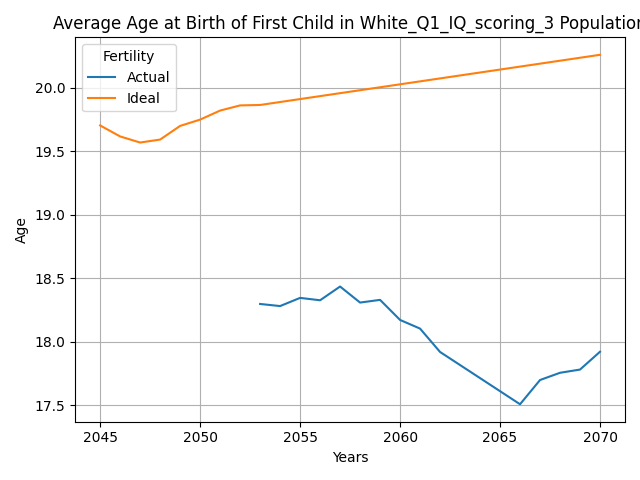 Average Age at Birth of First Child in White_Q1_IQ_scoring_3 Population
Fertility
Actual
Ideal
20.0
19.5
19.0
18.5
18.0
17.5
Age
2045 2050 2055 2060 2065 2070
Years